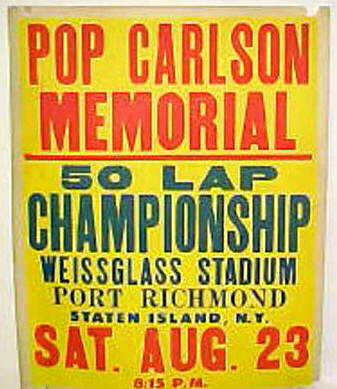 POP CARLSON
MEMORIAL
50 LAP
CHAMPIONSHIP
WEISSGLASS STADIUM
PORT RICHMOND
STATEN ISLAND, N.Y.
SAT. AUG. 23
8:15 P.M.